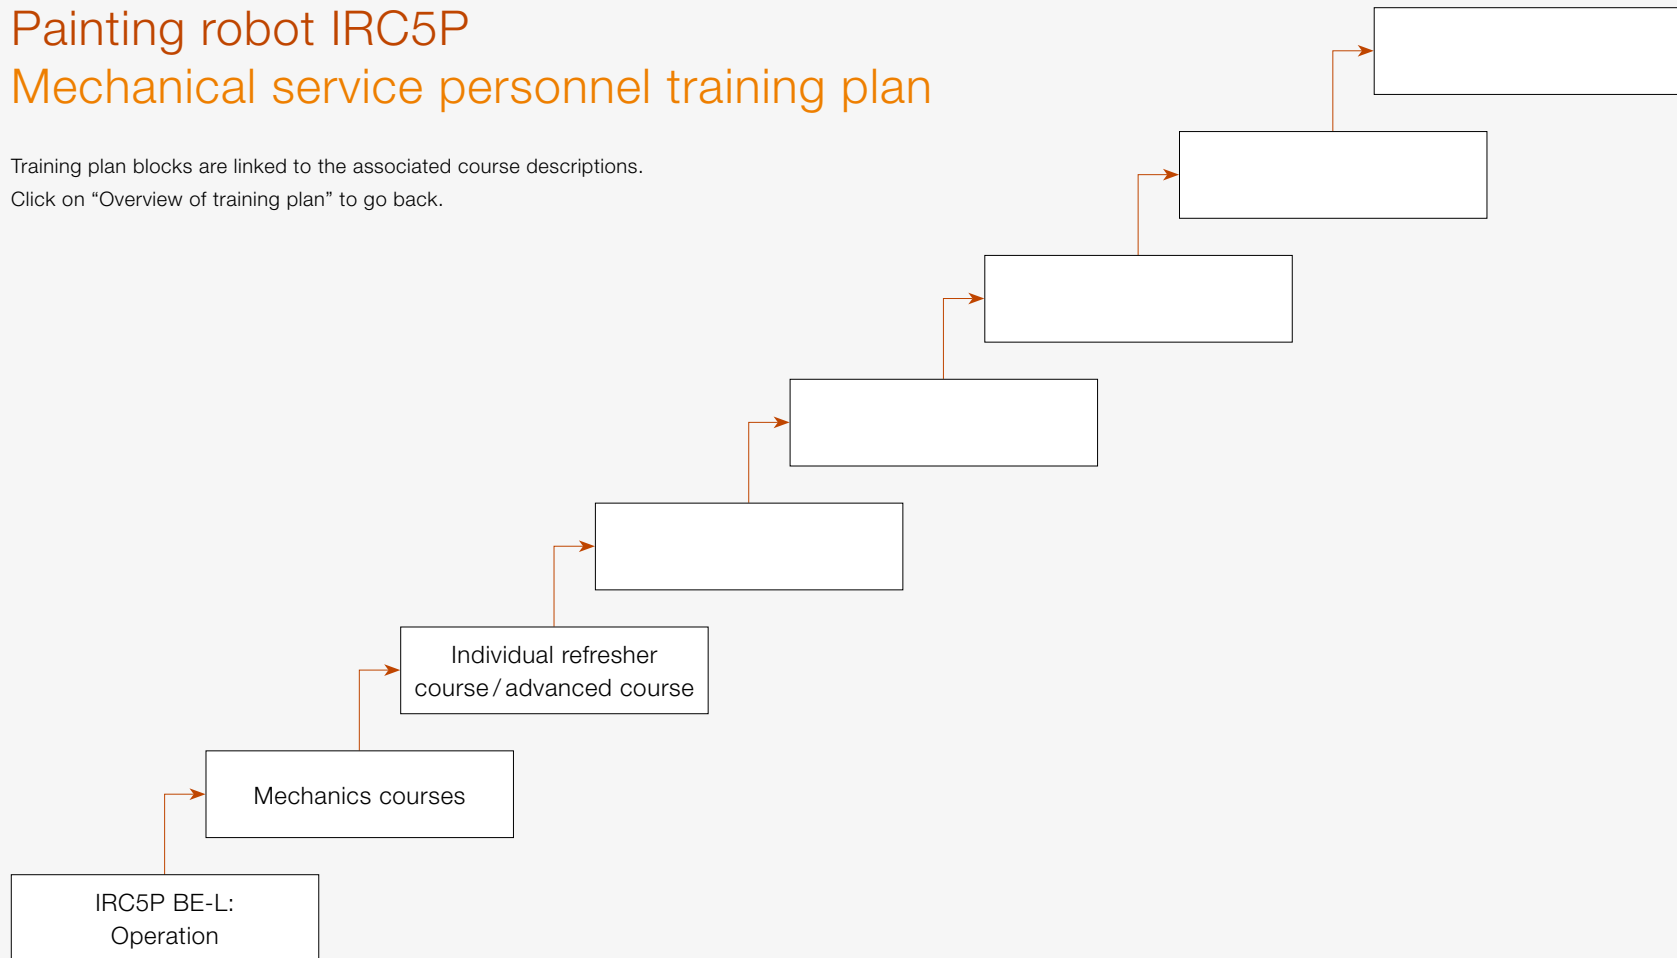 Painting robot IRC5P
Mechanical service personnel training plan
Training plan blocks are linked to the associated course descriptions.
Click on “Overview of training plan” to go back.
Individual refresher
course / advanced course
Mechanics courses
IRC5P BE-L:
Operation